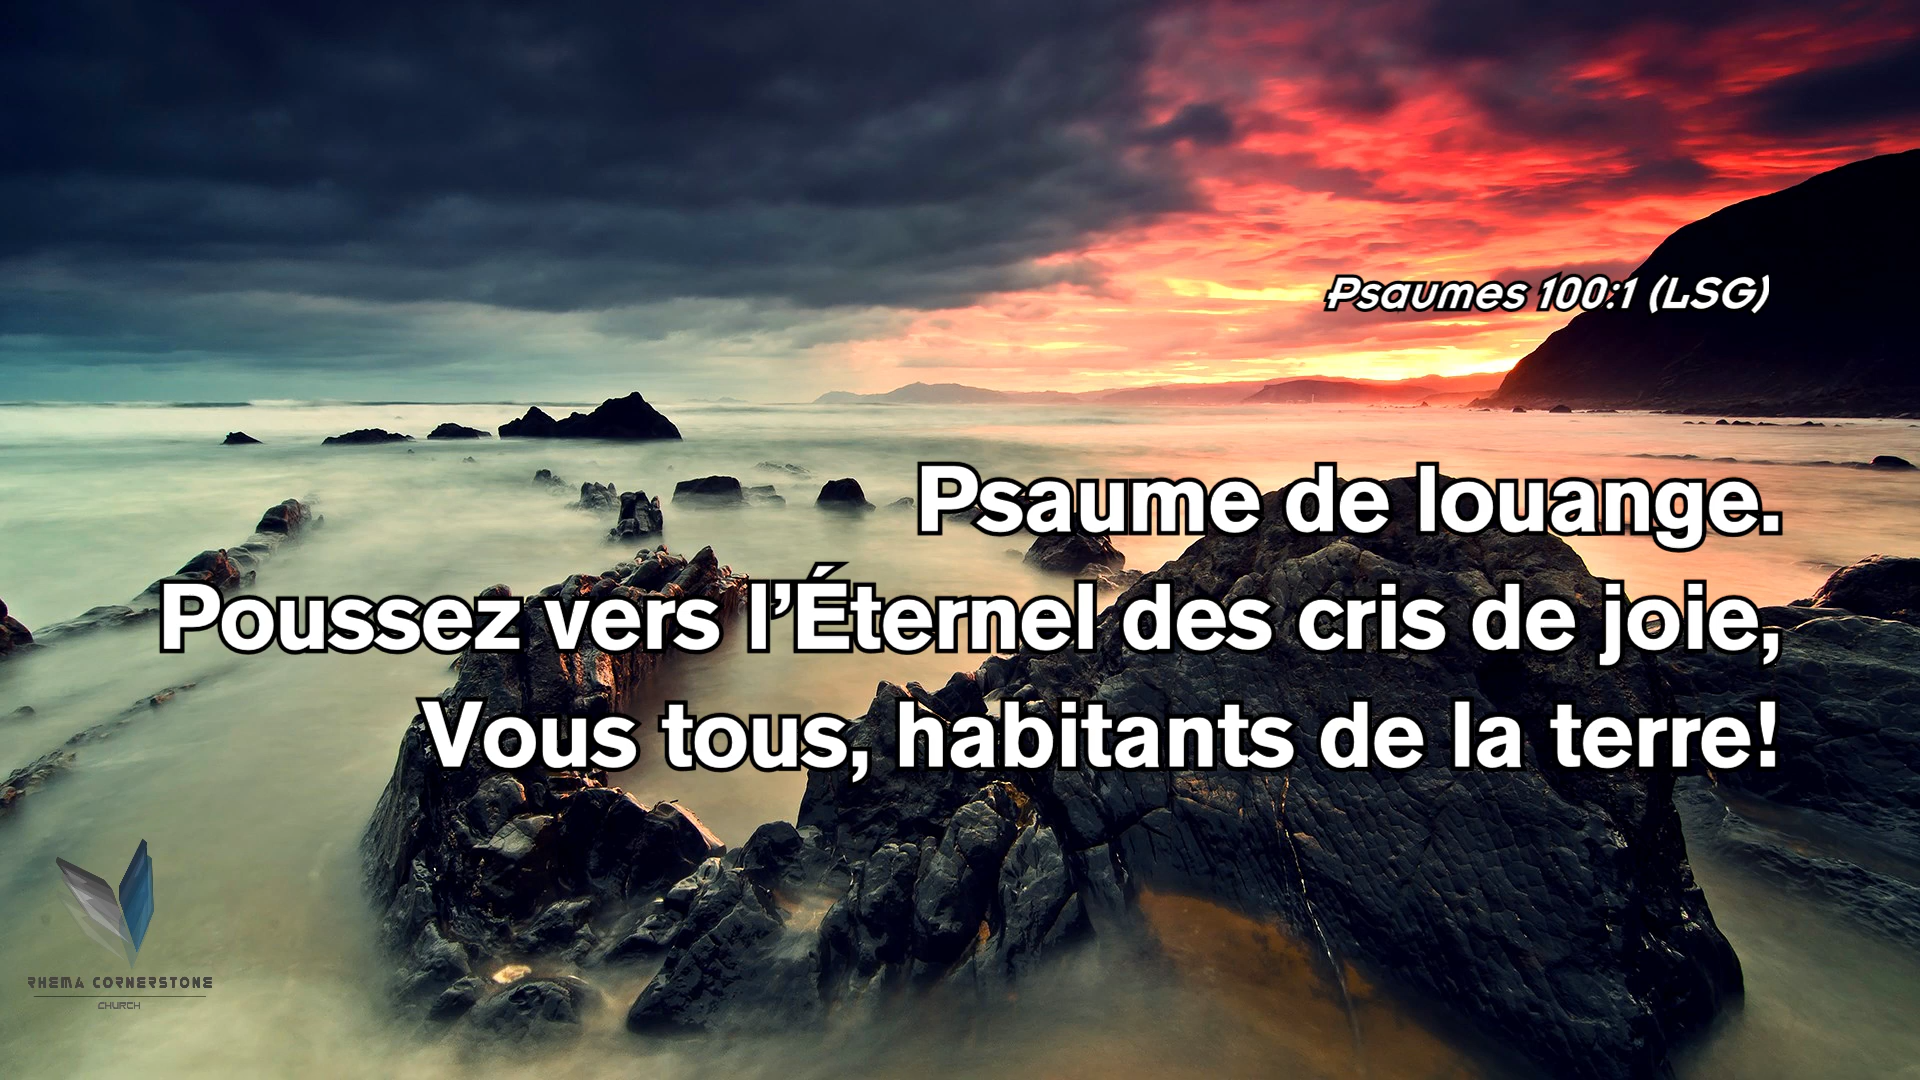 Psaumes 100:1 (LSG)
Psaume de louange.
Poussez vers l’Éternel des cris de joie,
Vous tous, habitants de la terre!
RHEMA CORNERSTONE
CHURCH